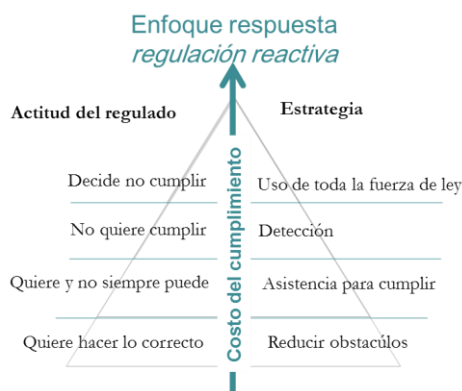 Enfoque respuesta
regulación reactiva
Actitud del regulado
Estrategia
Costo del cumplimiento
Decide no cumplir
Uso de toda la fuerza de ley
No quiere cumplir
Detección
Quiere y no siempre puede
Asistencia para cumplir
Quiere hacer lo correcto
Reducir obstacúlos